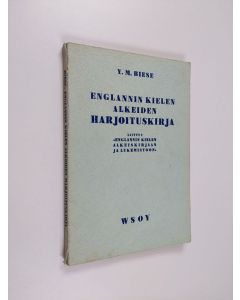 Y. M. BIESE
ENGLANNIN KIELEN
ALKEIDEN
HARJOITUSKIRJA
LIITTYY
»ENGLANNIN KIELEN
ALKEISKIRJAAN
JA LUKEMISTOON»
WSOY